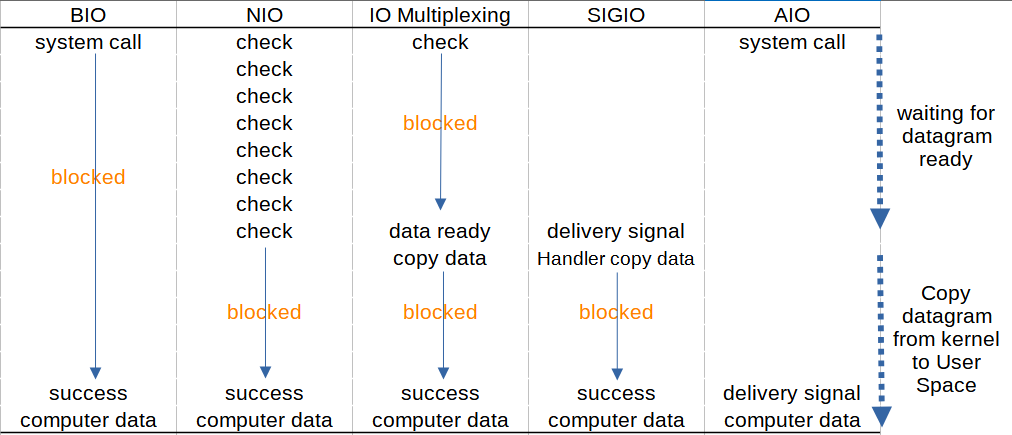 BIO NIO IO Multiplexing SIGIO AIO
system call check check system call
check
check
check blocked
check
blocked check
check
check data ready delivery signal
copy data Handler copy data
blocked blocked blocked
success success success success delivery signal
computer data computer data computer data computer data computer data
waiting for
datagram
ready
Copy
datagram
from kernel
to User
Space